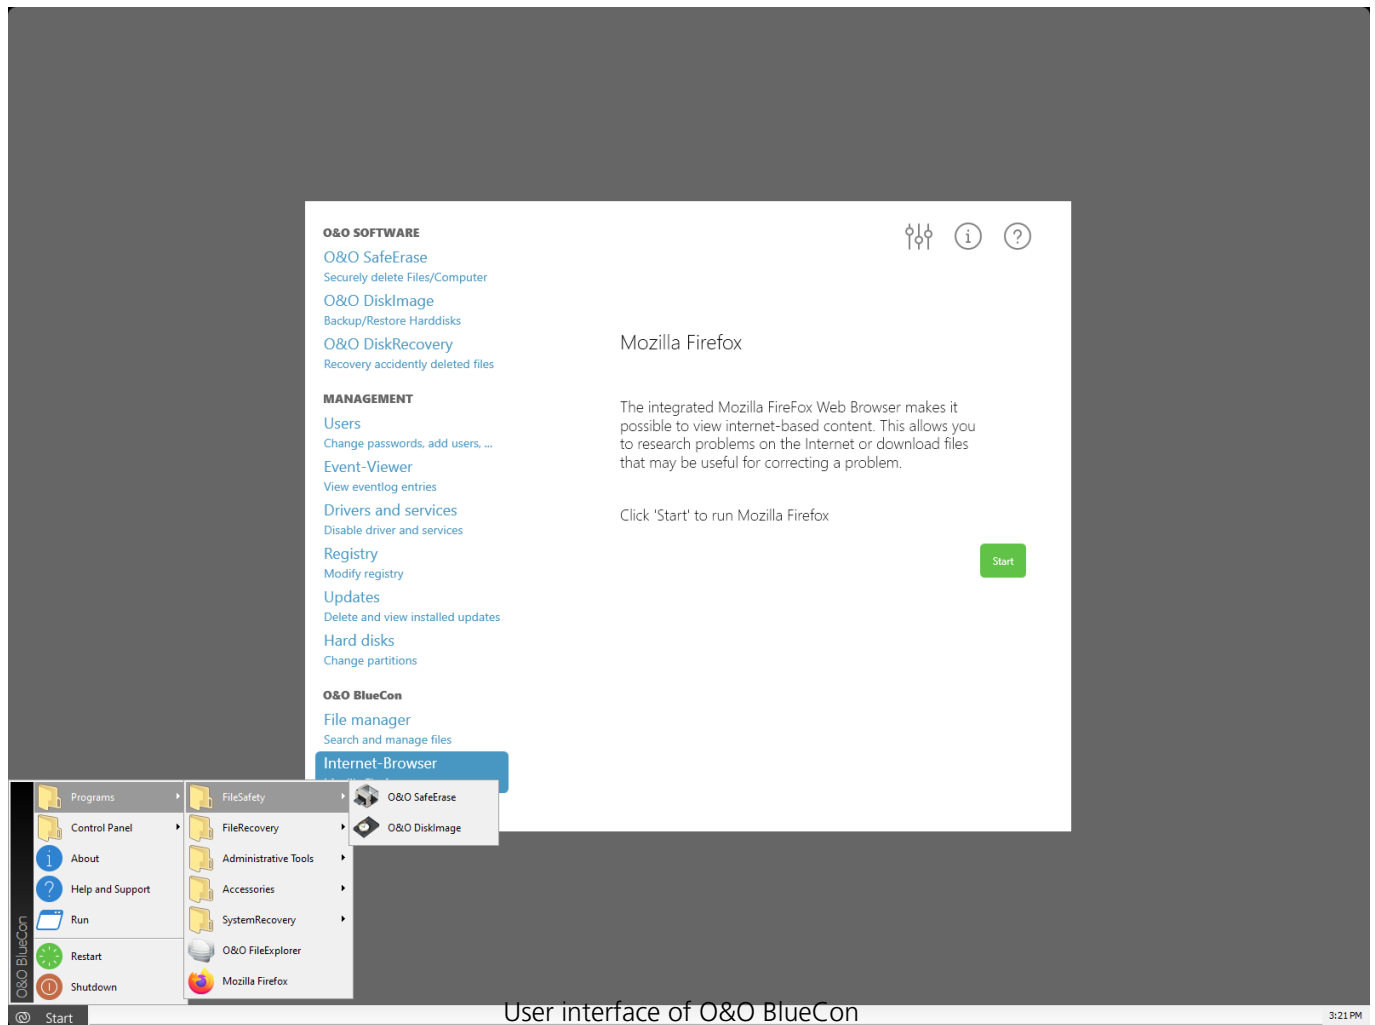 O&O SOFTWARE
O&O SafeErase
Securely delete Files/Computer
O&O DiskImage
Backup/Restore Harddisks
O&O DiskRecovery
Recovery accidently deleted files
MANAGEMENT
Users
Change passwords, add users, ...
Event-Viewer
View eventlog entries
Drivers and services
Disable driver and services
Registry
Modify registry
Updates
Delete and view installed updates
Hard disks
Change partitions
O&O BlueCon
File manager
Search and manage files
Internet-Browser
Mozilla Firefox
The integrated Mozilla FireFox Web Browser makes it
possible to view internet-based content. This allows you
to research problems on the Internet or download files
that may be useful for correcting a problem.
Click 'Start' to run Mozilla Firefox
Start
O&O BlueCon
Programs
Control Panel
About
Help and Support
Run
Restart
Shutdown
FileSafety
FileRecovery
Administrative Tools
Accessories
SystemRecovery
O&O FileExplorer
Mozilla Firefox
O&O SafeErase
O&O DiskImage
Start
User interface of O&O BlueCon
3:21 PM